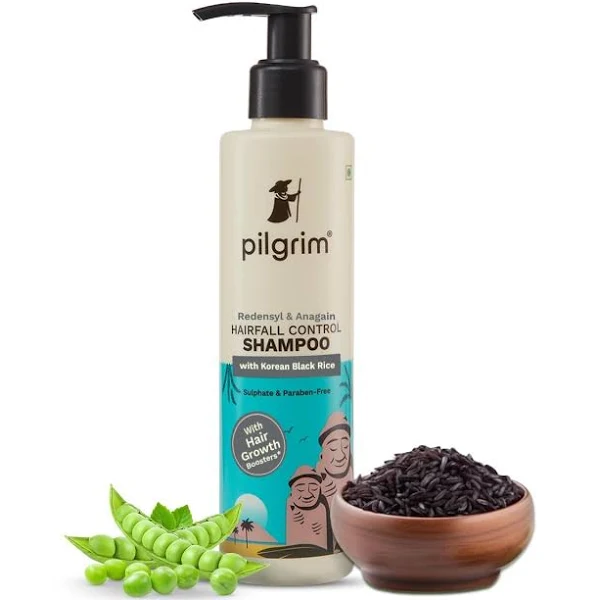 pilgrim®
Redensyl & Anagain
HAIRFALL CONTROL
SHAMPOO
with Korean Black Rice
Sulphate & Paraben-Free
With
Hair
Growth
Boosters*